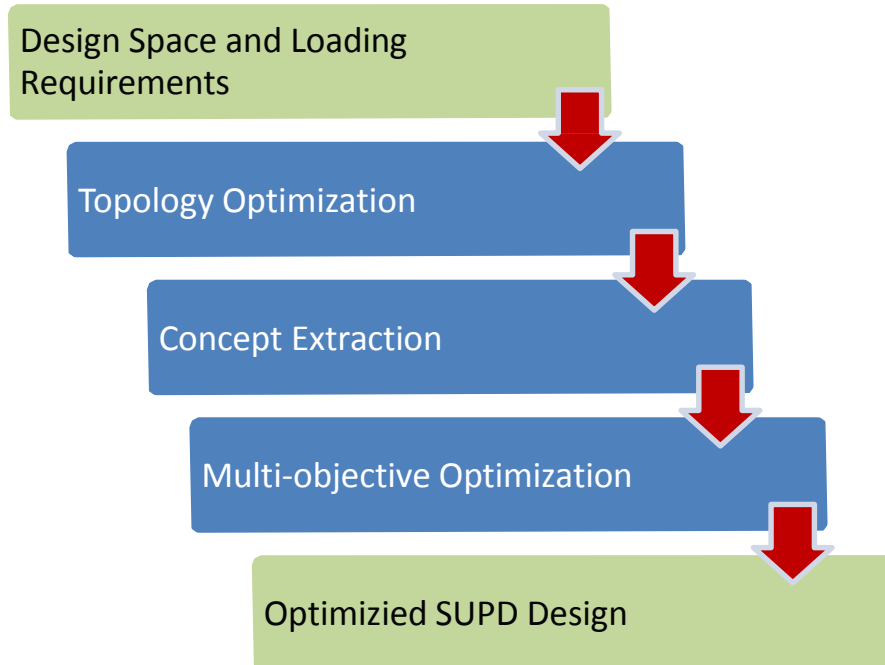 Design Space and Loading
Requirements
Topology Optimization
Concept Extraction
Multi-objective Optimization
Optimizied SUPD Design